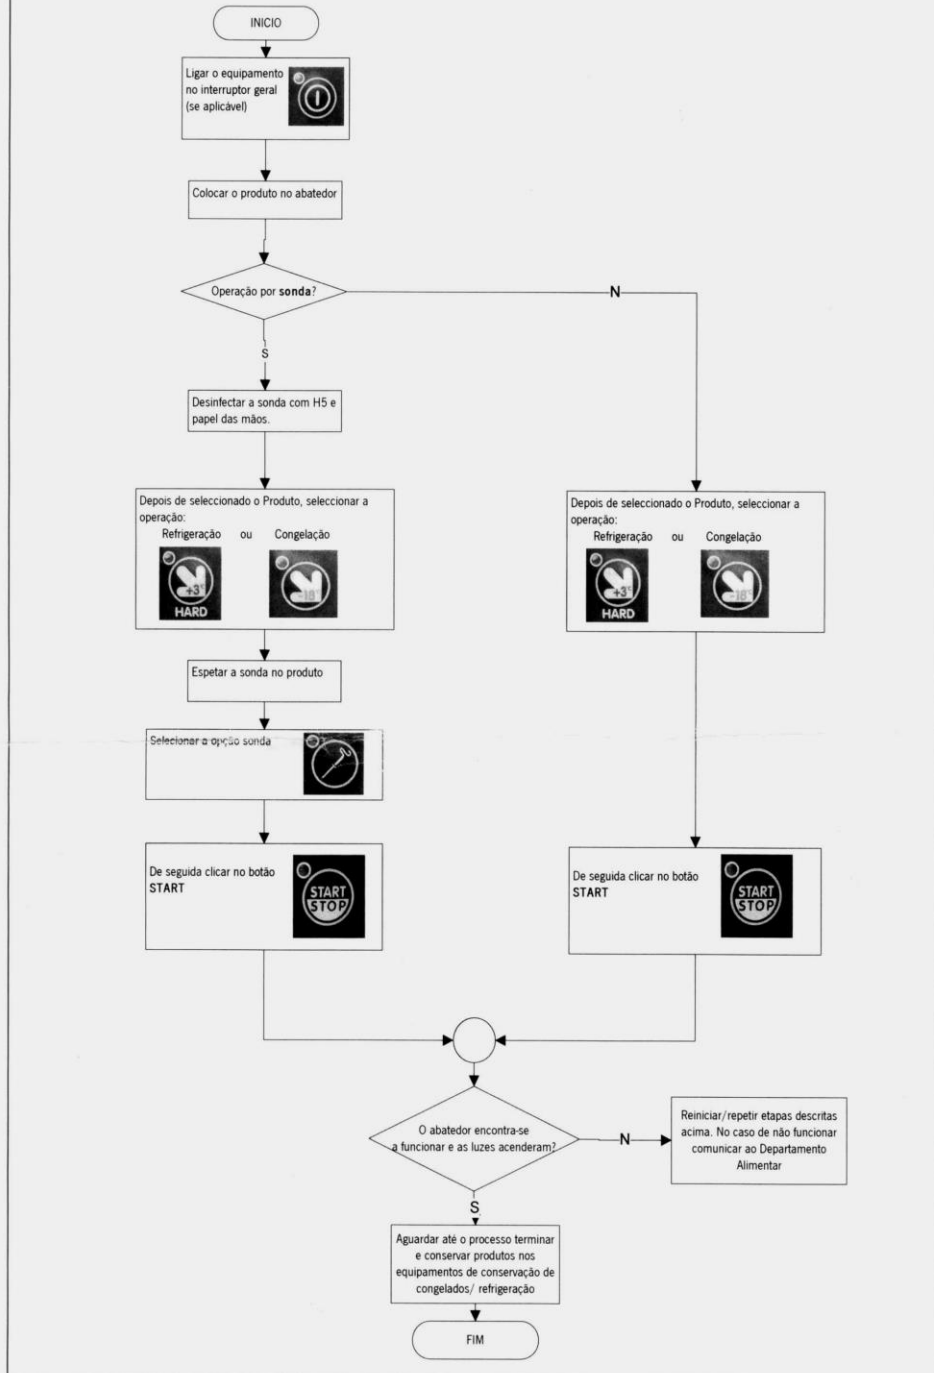 INICIO
Ligar o equipamento
no interruptor geral
(se aplicável)
Colocar o produto no abatedor
Operação por sonda?
N
S
Desinfectar a sonda com H5 e
papel das mãos.
Depois de seleccionado o Produto, seleccionar a
operação:
Refrigeração ou Congelação
+3°C
HARD
-18°C
Depois de seleccionado o Produto, seleccionar a
operação:
Refrigeração ou Congelação
+3°C
HARD
-18°C
Espetar a sonda no produto
Selecionar a opção sonda
De seguida clicar no botão
START
START
STOP
De seguida clicar no botão
START
START
STOP
O abatedor encontra-se
a funcionar e as luzes acenderam?
N
Reiniciar/repetir etapas descritas
acima. No caso de não funcionar
comunicar ao Departamento
Alimentar
S
Aguardar até o processo terminar
e conservar produtos nos
equipamentos de conservação de
congelados/ refrigeração
FIM